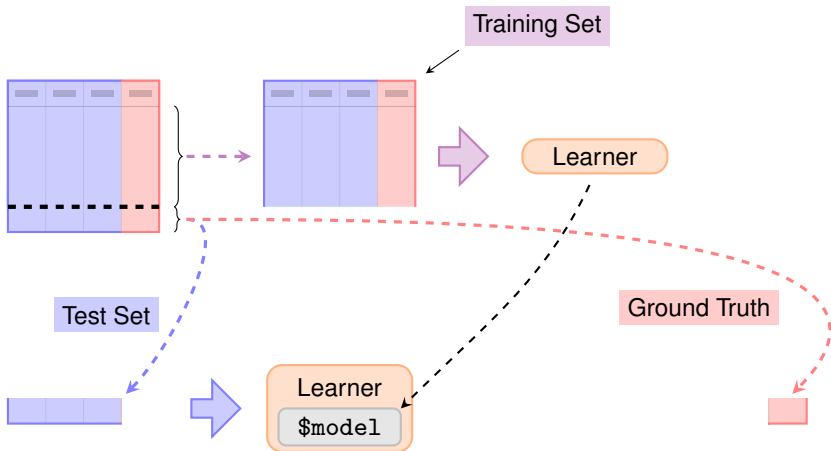 Training Set
Learner
Test Set
Ground Truth
Learner
$model